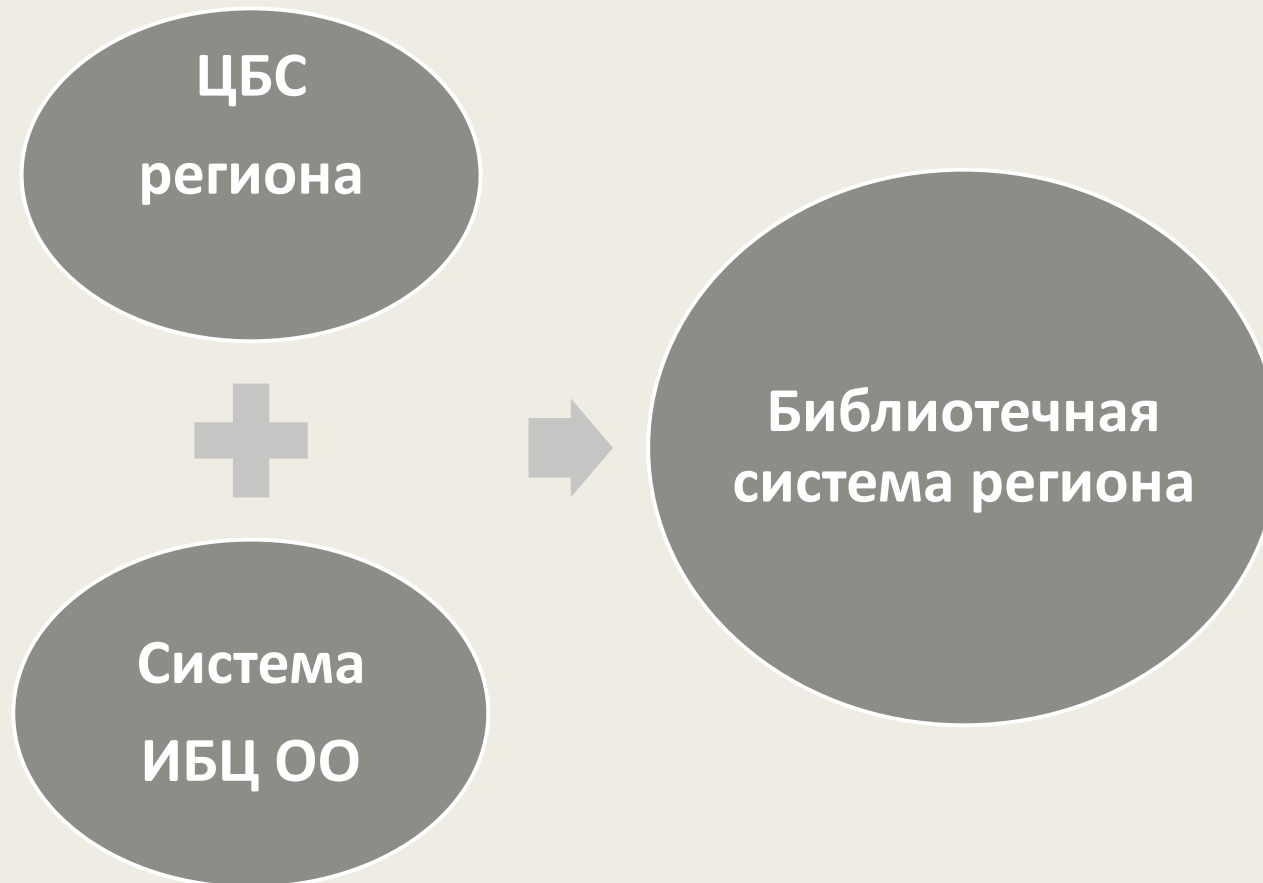 ЦБС
региона
Система
ИБЦ ОО
Библиотечная
система региона